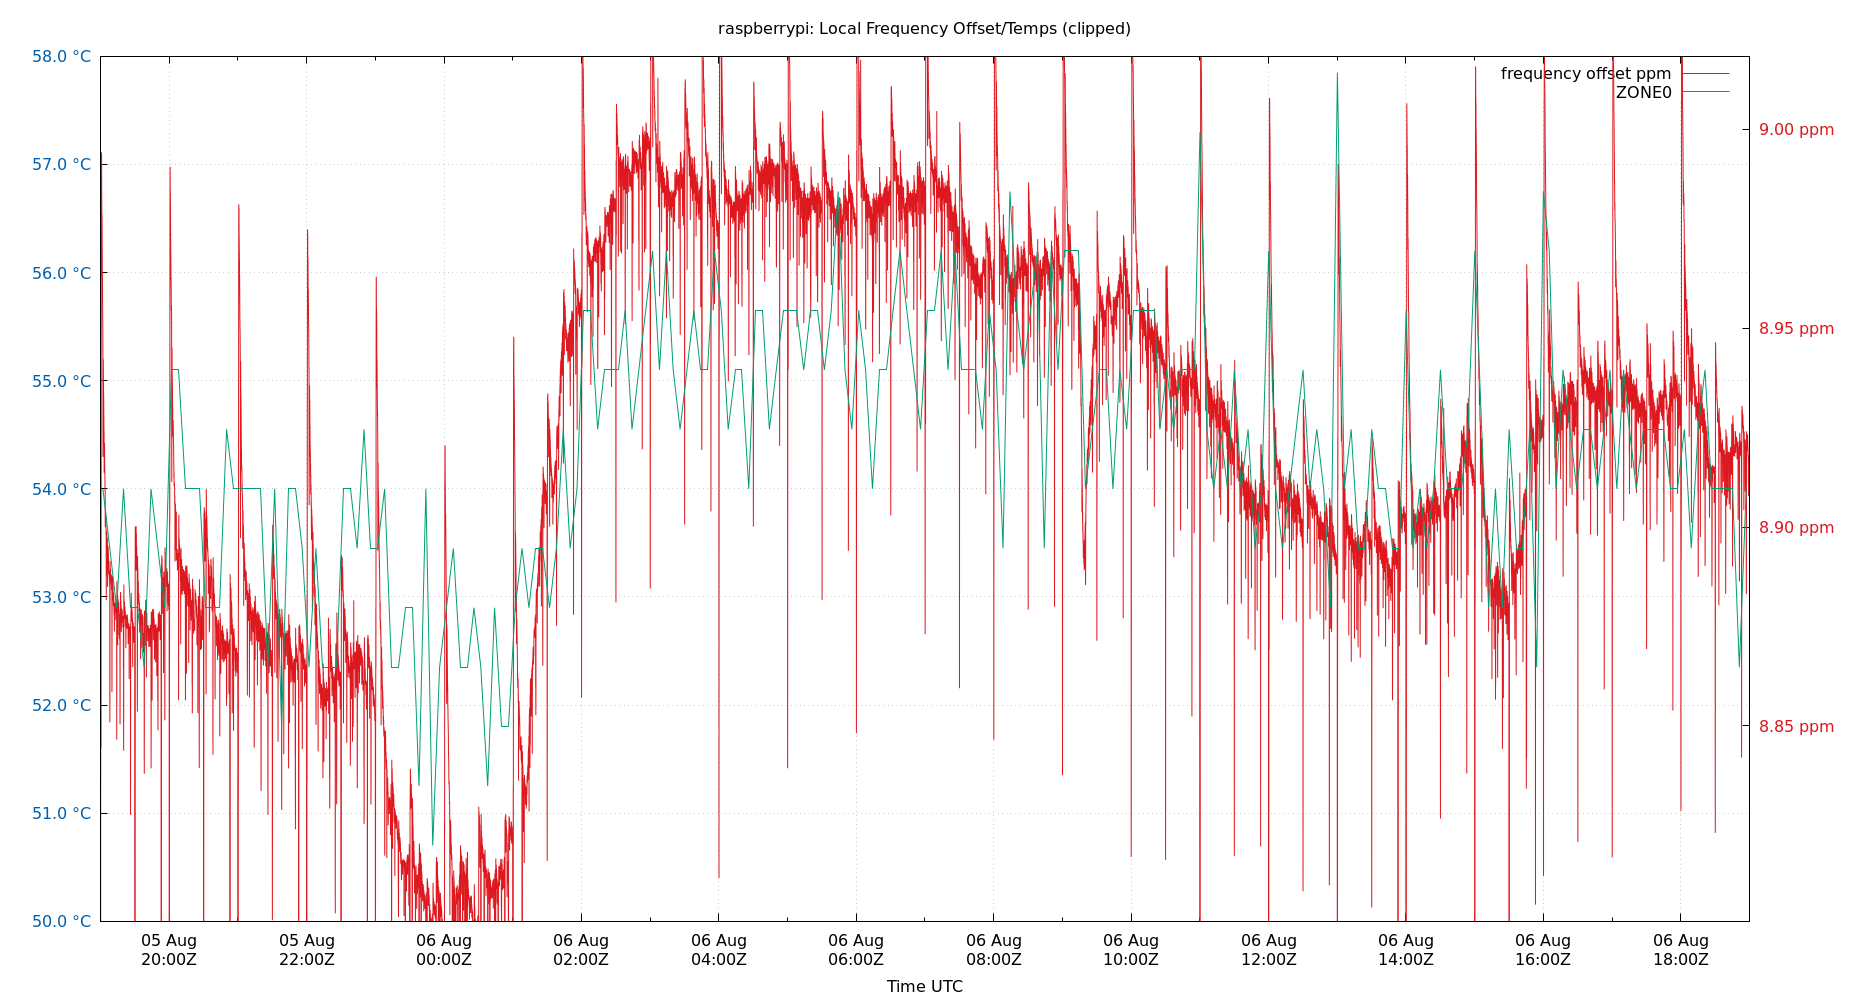 raspberrypi: Local Frequency Offset/Temps (clipped)
58.0 °C
57.0 °C
56.0 °C
55.0 °C
54.0 °C
53.0 °C
52.0 °C
51.0 °C
50.0 °C
frequency offset ppm
ZONE0
9.00 ppm
8.95 ppm
8.90 ppm
8.85 ppm
05 Aug
20:00Z
05 Aug
22:00Z
06 Aug
00:00Z
06 Aug
02:00Z
06 Aug
04:00Z
06 Aug
06:00Z
06 Aug
08:00Z
06 Aug
10:00Z
06 Aug
12:00Z
06 Aug
14:00Z
06 Aug
16:00Z
06 Aug
18:00Z
Time UTC